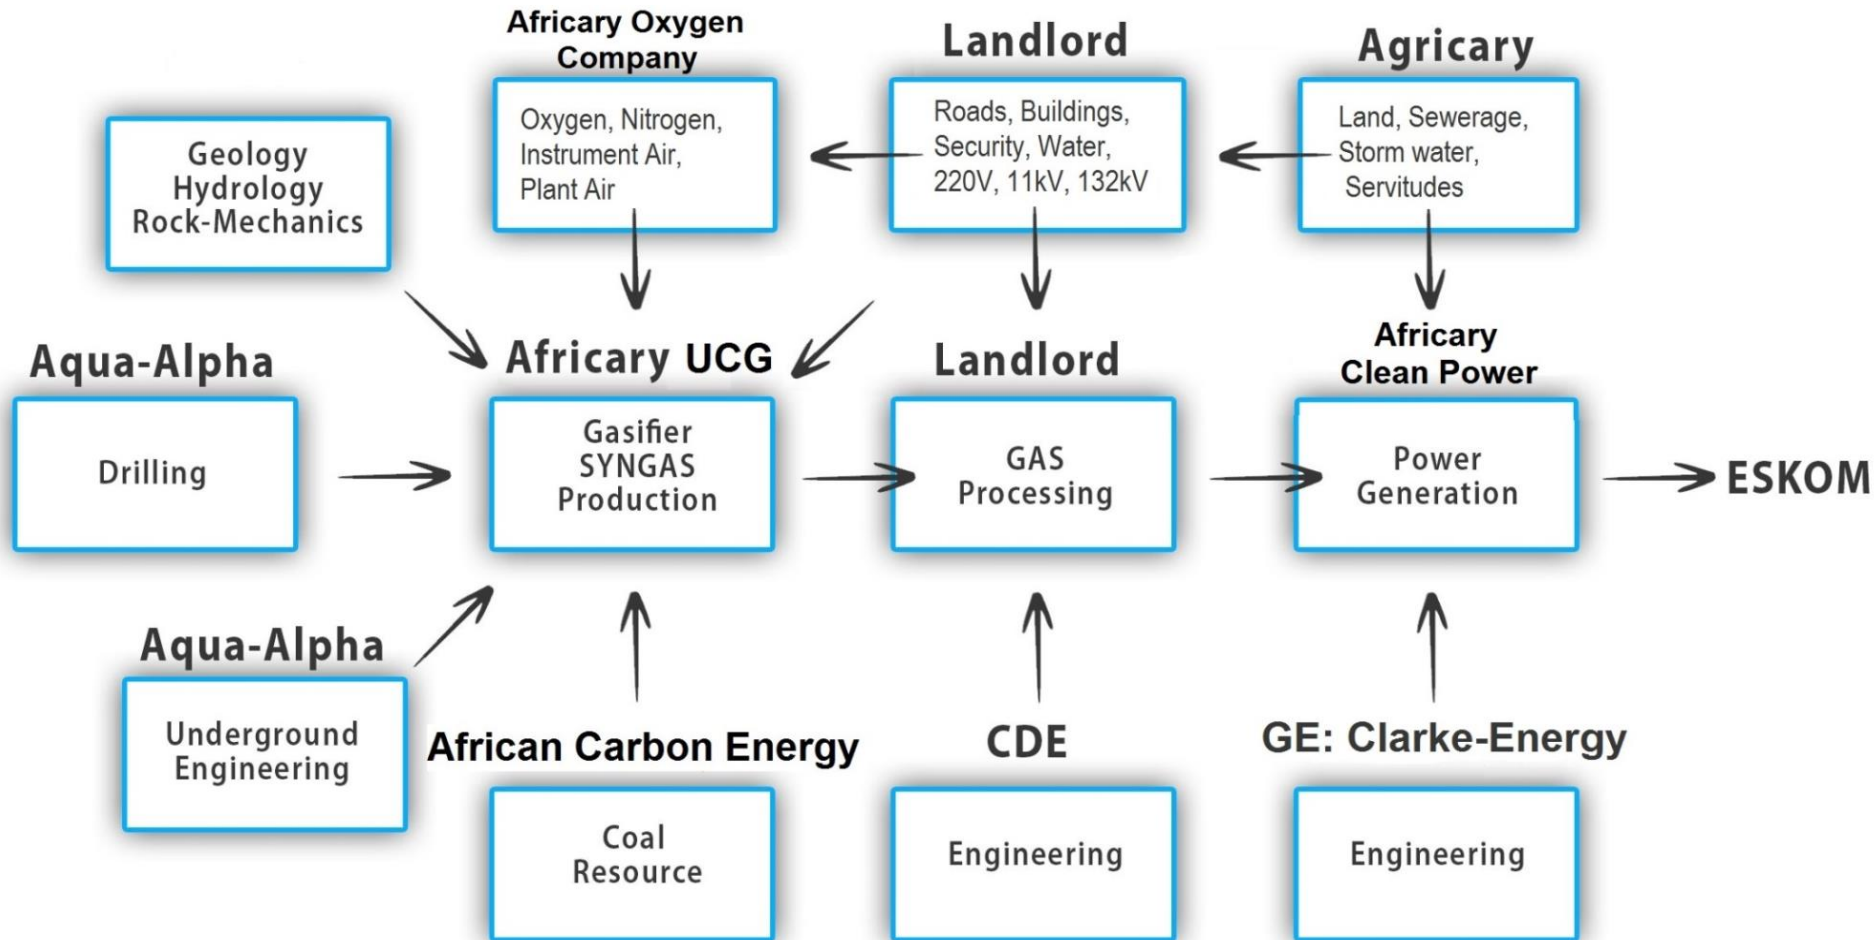 Africary Oxygen
Company
Oxygen, Nitrogen,
Instrument Air,
Plant Air
Landlord
Roads, Buildings,
Security, Water,
220V, 11kV, 132kV
Agricary
Land, Sewerage,
Storm water,
Servitudes
Geology
Hydrology
Rock-Mechanics
Aqua-Alpha
Drilling
Africary UCG
Gasifier
SYNGAS
Production
Landlord
GAS
Processing
Africary
Clean Power
Power
Generation
ESKOM
Aqua-Alpha
Underground
Engineering
African Carbon Energy
Coal
Resource
CDE
Engineering
GE: Clarke-Energy
Engineering